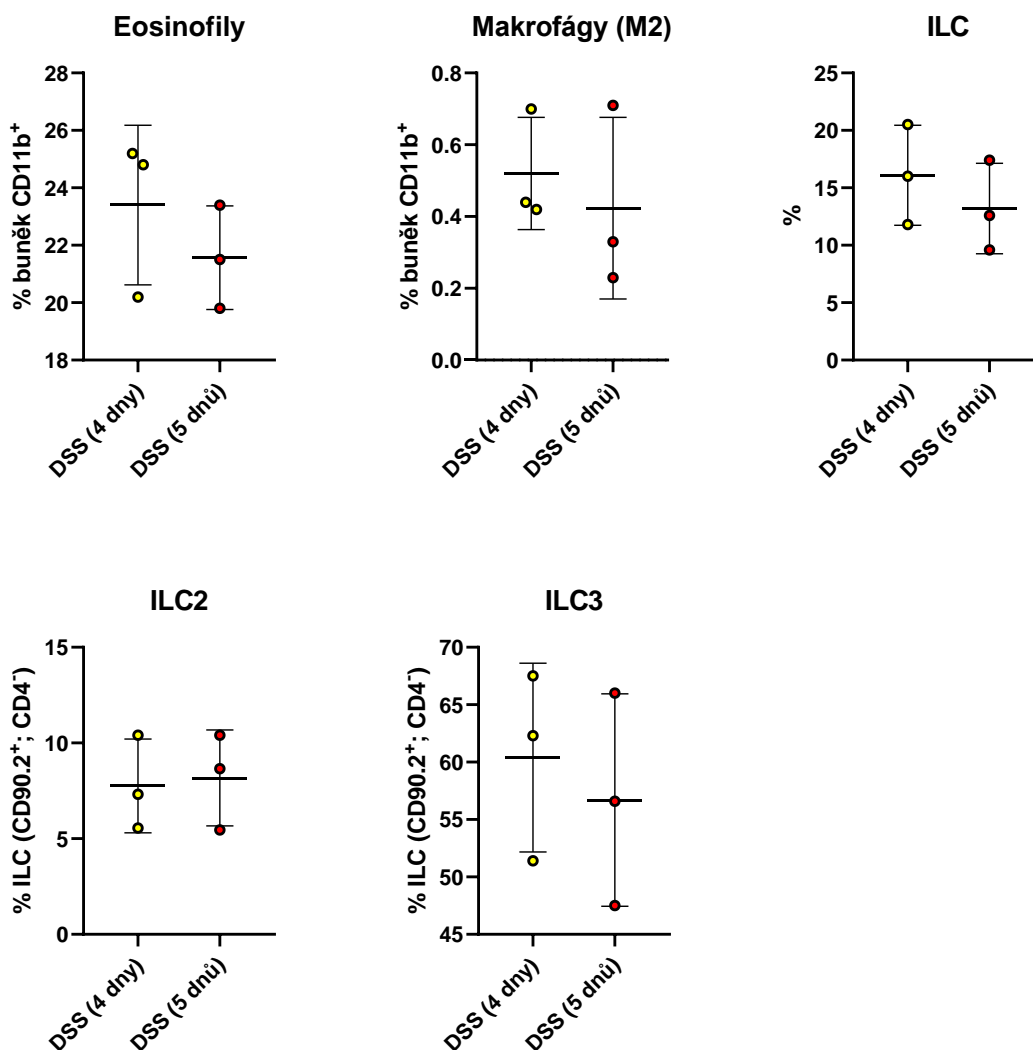 Eosinofily
Makrofágy (M2)
ILC
% buněk CD11b⁺
28
26
24
22
20
18
DSS (4 dny)
DSS (5 dnů)
% buněk CD11b⁺
0.8
0.6
0.4
0.2
0.0
DSS (4 dny)
DSS (5 dnů)
%
25
20
15
10
5
0
DSS (4 dny)
DSS (5 dnů)
ILC2
ILC3
% ILC (CD90.2⁺; CD4⁻)
15
10
5
0
DSS (4 dny)
DSS (5 dnů)
% ILC (CD90.2⁺; CD4⁻)
70
65
60
55
50
45
DSS (4 dny)
DSS (5 dnů)